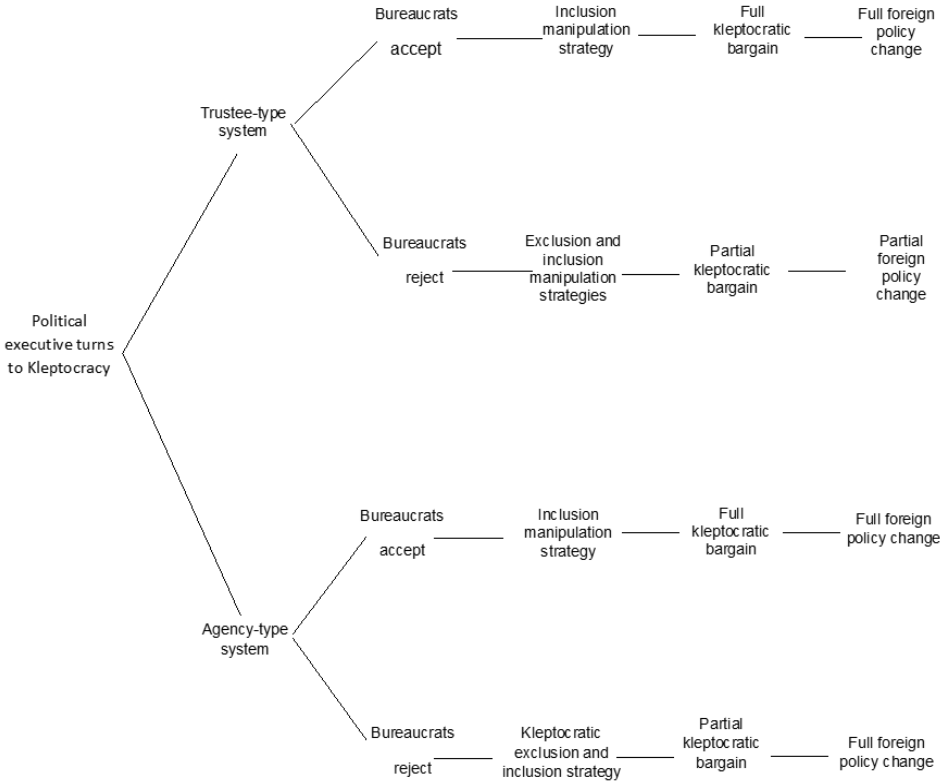 Bureaucrats
accept
Inclusion
manipulation
strategy
Full
kleptocratic
bargain
Full foreign
policy
change
Trustee-type
system
Bureaucrats
reject
Exclusion and
inclusion
manipulation
strategies
Partial
kleptocratic
bargain
Partial
foreign
policy
change
Political
executive turns
to Kleptocracy
Bureaucrats
accept
Inclusion
manipulation
strategy
Full
kleptocratic
bargain
Full foreign
policy change
Agency-type
system
Bureaucrats
reject
Kleptocratic
exclusion and
inclusion strategy
Partial
kleptocratic
bargain
Full foreign
policy change